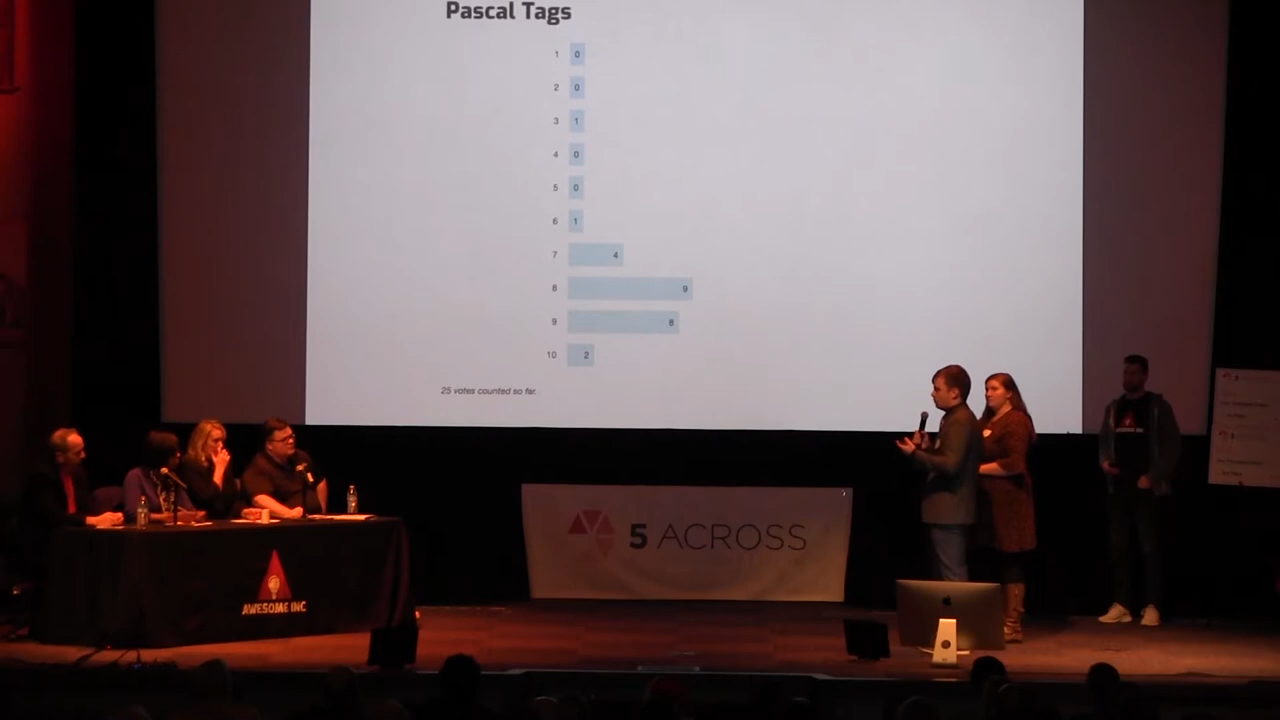 Pascal Tags
1 0
2 0
3 1
4 0
5 0
6 1
7 4
8 9
9 8
10 2
25 votes counted so far.
5 ACROSS
AWESOME INC